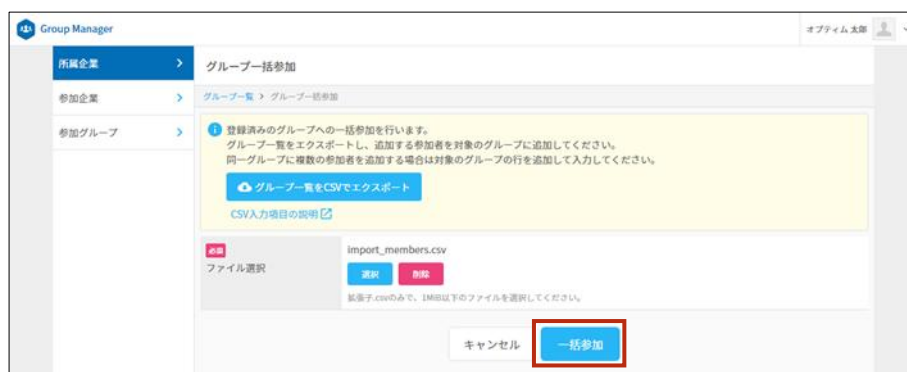 Group Manager
オプティム 太郎
所属企業
グループ一括参加
参加企業
グループ一覧 > グループ一括参加
参加グループ
登録済みのグループへの一括参加を行います。
グループ一覧をエクスポートし、追加する参加者を対象のグループに追加してください。
同一グループに複数の参加者を追加する場合は対象のグループの行を追加して入力してください。
グループ一覧をCSVでエクスポート
CSV入力項目の説明
必須
ファイル選択
import_members.csv
選択 削除
拡張子.csvのみで、1MiB以下のファイルを選択してください。
キャンセル 一括参加